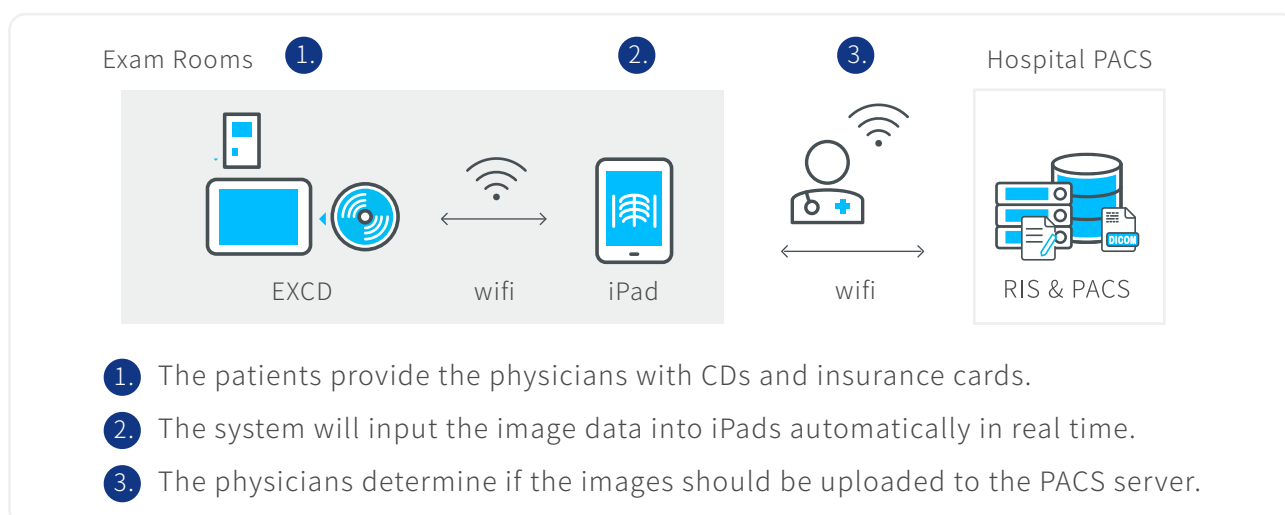 Exam Rooms 1. 2. 3. Hospital PACS
DICOM
EXCD wifi iPad wifi RIS & PACS
1. The patients provide the physicians with CDs and insurance cards.
2. The system will input the image data into iPads automatically in real time.
3. The physicians determine if the images should be uploaded to the PACS server.